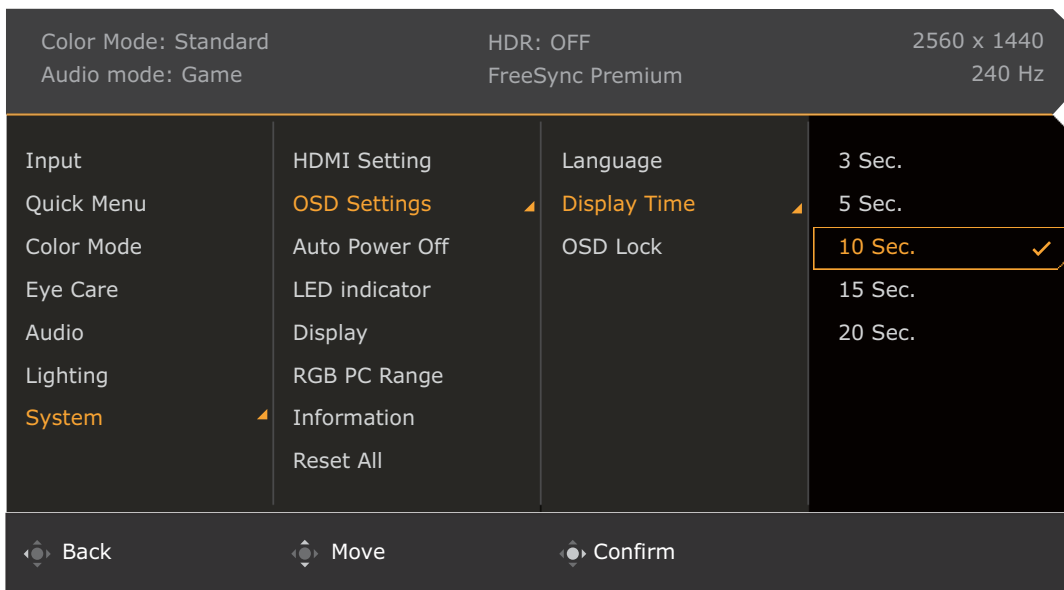 Color Mode: Standard
Audio mode: Game
HDR: OFF
FreeSync Premium
2560 x 1440
240 Hz
Input
Quick Menu
Color Mode
Eye Care
Audio
Lighting
System
HDMI Setting
OSD Settings
Auto Power Off
LED indicator
Display
RGB PC Range
Information
Reset All
Language
Display Time
OSD Lock
3 Sec.
5 Sec.
10 Sec.
15 Sec.
20 Sec.
Back
Move
Confirm